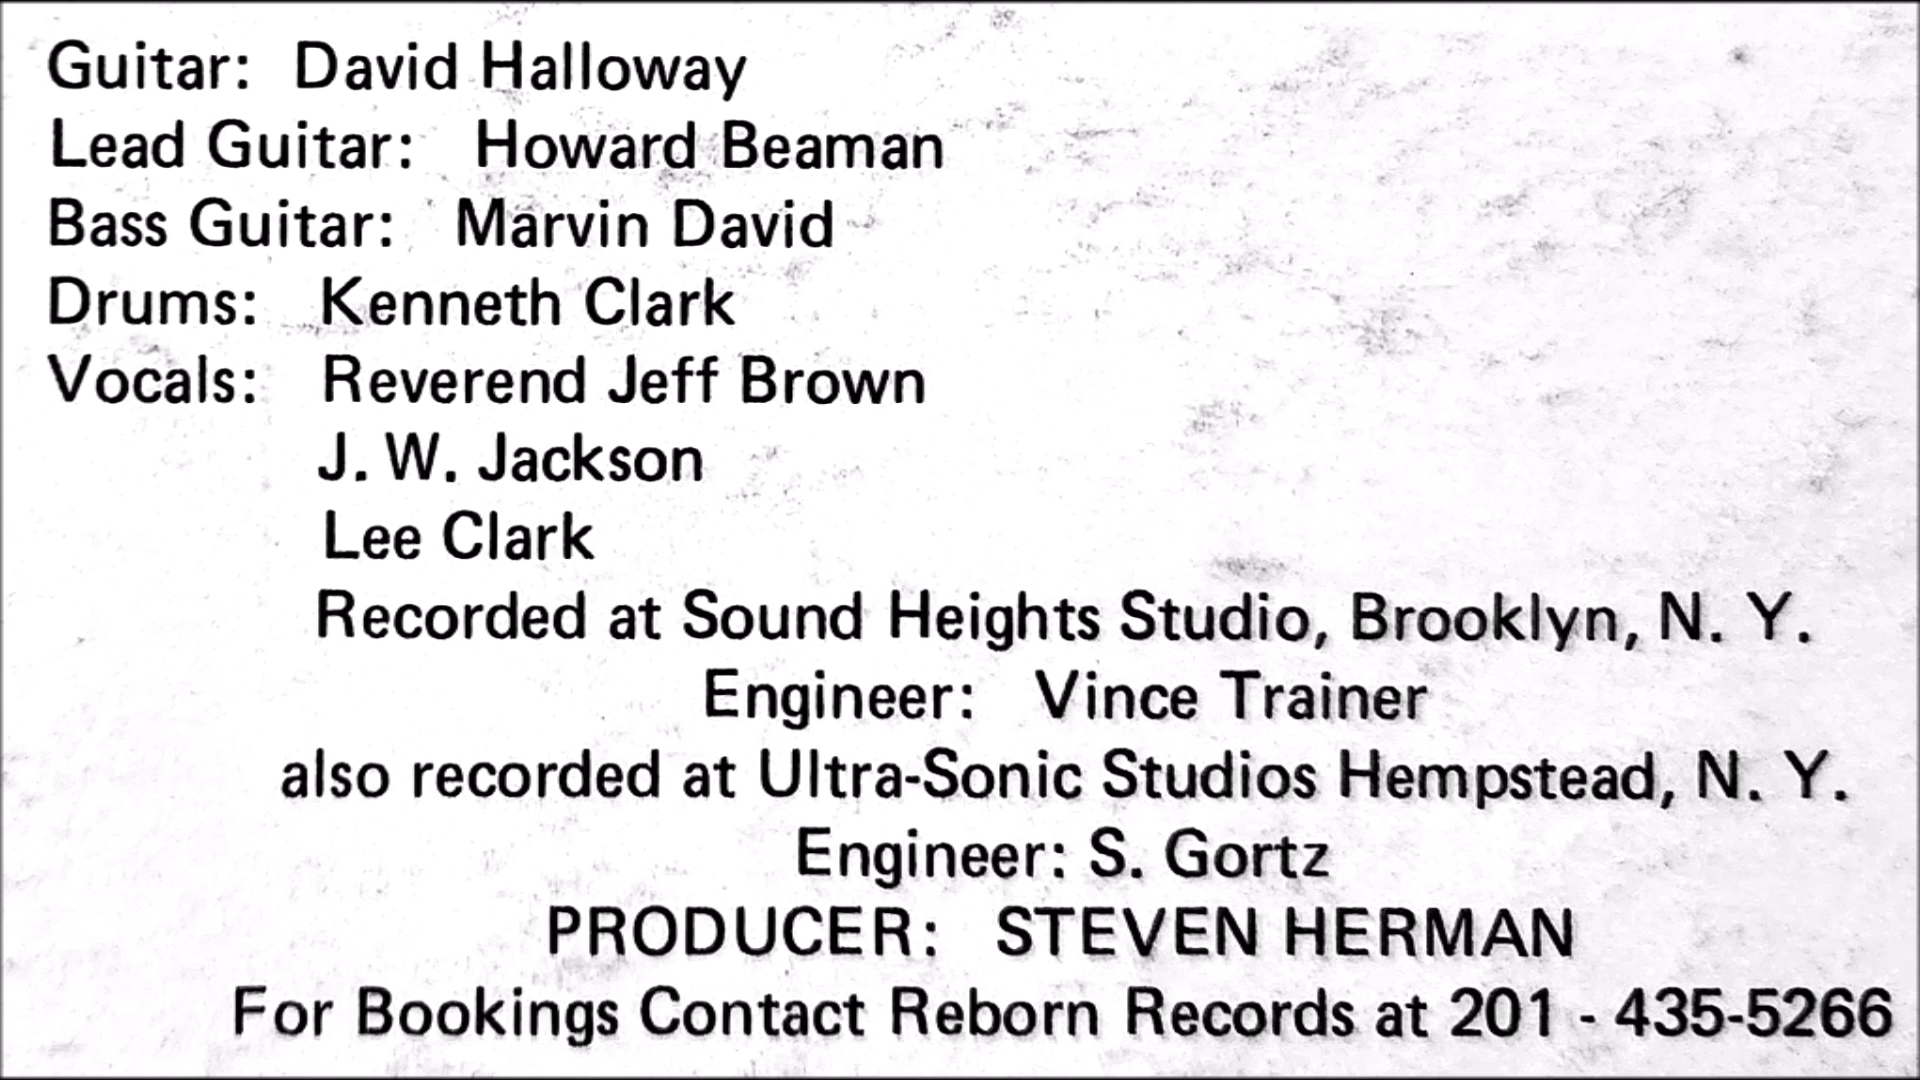 Guitar: David Halloway
Lead Guitar: Howard Beaman
Bass Guitar: Marvin David
Drums: Kenneth Clark
Vocals: Reverend Jeff Brown
J. W. Jackson
Lee Clark
Recorded at Sound Heights Studio, Brooklyn, N. Y.
Engineer: Vince Trainer
also recorded at Ultra-Sonic Studios Hempstead, N. Y.
Engineer: S. Gortz
PRODUCER: STEVEN HERMAN
For Bookings Contact Reborn Records at 201 - 435-5266